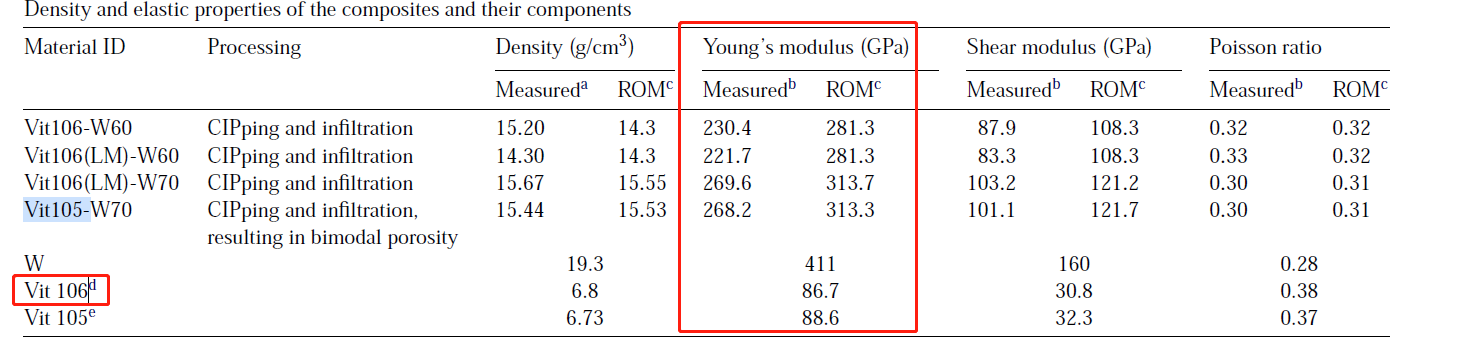 Density and elastic properties of the composites and their components
Material ID Processing Density (g/cm³) Young's modulus (GPa) Shear modulus (GPa) Poisson ratio
Measuredᵃ ROMᶜ Measuredᵇ ROMᶜ Measuredᵇ ROMᶜ Measuredᵇ ROMᶜ
Vit106-W60 CIPping and infiltration 15.20 14.3 230.4 281.3 87.9 108.3 0.32 0.32
Vit106(LM)-W60 CIPping and infiltration 14.30 14.3 221.7 281.3 83.3 108.3 0.33 0.32
Vit106(LM)-W70 CIPping and infiltration 15.67 15.55 269.6 313.7 103.2 121.2 0.30 0.31
Vit105-W70 CIPping and infiltration, 15.44 15.53 268.2 313.3 101.1 121.7 0.30 0.31
resulting in bimodal porosity
W 19.3 411 160 0.28
Vit 106ᵈ 6.8 86.7 30.8 0.38
Vit 105ᵉ 6.73 88.6 32.3 0.37